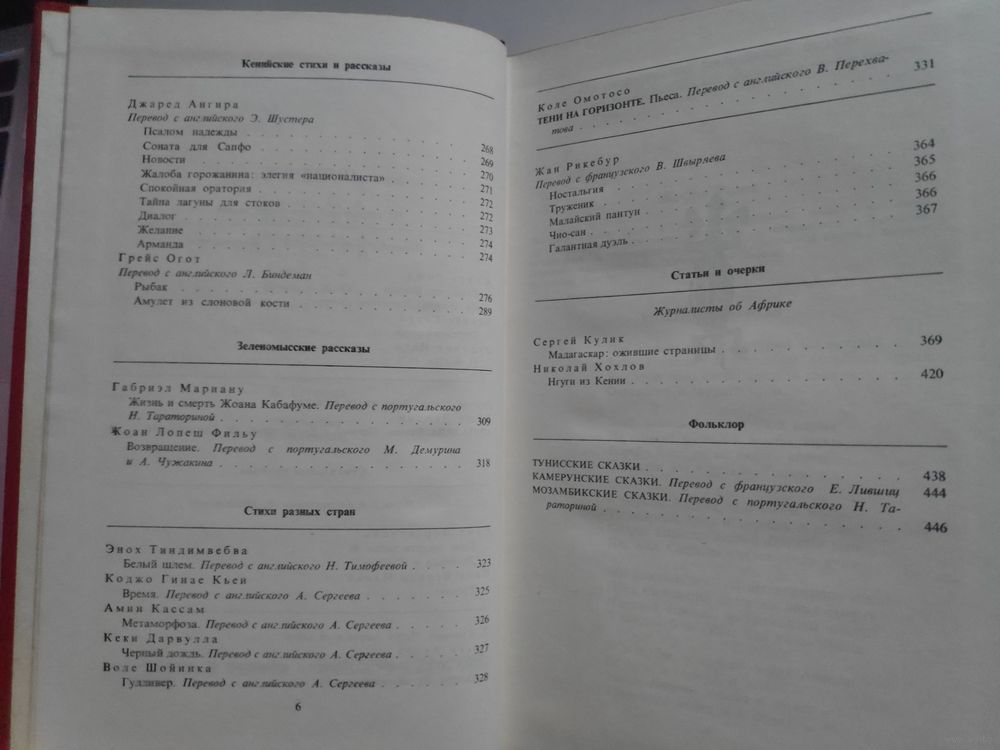 Кенийские стихи и рассказы
Джаред Ангира
Перевод с английского Э. Шустера
Псалом надежды
Соната для Сапфо . . . 268
Новости . . . 269
Жалоба горожанина: элегия «националиста» . . . 270
Спокойная оратория . . . 271
Тайна лагуны для стоков . . . 272
Диалог . . . 272
Желание . . . 273
Арманда . . . 274
Грейс Огот . . . 274
Перевод с английского Л. Биндеман
Рыбак . . . 276
Амулет из слоновой кости . . . 289
Зеленомысские рассказы
Габриэл Мариану
Жизнь и смерть Жоана Кабафуме. Перевод с португальского
Н. Тараториной . . . 309
Жоан Лопеш Филью
Возвращение. Перевод с португальского М. Демурина
и А. Чужакина . . . 318
Стихи разных стран
Энох Тиндимвебва
Белый шлем. Перевод с английского Н. Тимофеевой . . . 323
Коджо Гинае Кьеи
Время. Перевод с английского А. Сергеева . . . 325
Амин Кассам
Метаморфоза. Перевод с английского А. Сергеева . . . 326
Кеки Дарвулла
Черный дождь. Перевод с английского А. Сергеева . . . 327
Воле Шойинка
Гулливер. Перевод с английского А. Сергеева . . . 328
6
Коле Омотосо
ТЕНИ НА ГОРИЗОНТЕ. Пьеса. Перевод с английского В. Перехва-
това . . . 331
Жан Рикебур
Перевод с французского В. Швыряева
Ностальгия . . . 364
Труженик . . . 365
Малайский пантун . . . 366
Чио-сан . . . 366
Галантная дуэль . . . 367
Статьи и очерки
Журналисты об Африке
Сергей Кулик
Мадагаскар: ожившие страницы . . . 369
Николай Хохлов
Нгуги из Кении . . . 420
Фольклор
ТУНИССКИЕ СКАЗКИ . . . 438
КАМЕРУНСКИЕ СКАЗКИ. Перевод с французского Е. Лившиц 444
МОЗАМБИКСКИЕ СКАЗКИ. Перевод с португальского Н. Та-
раториной . . . 446